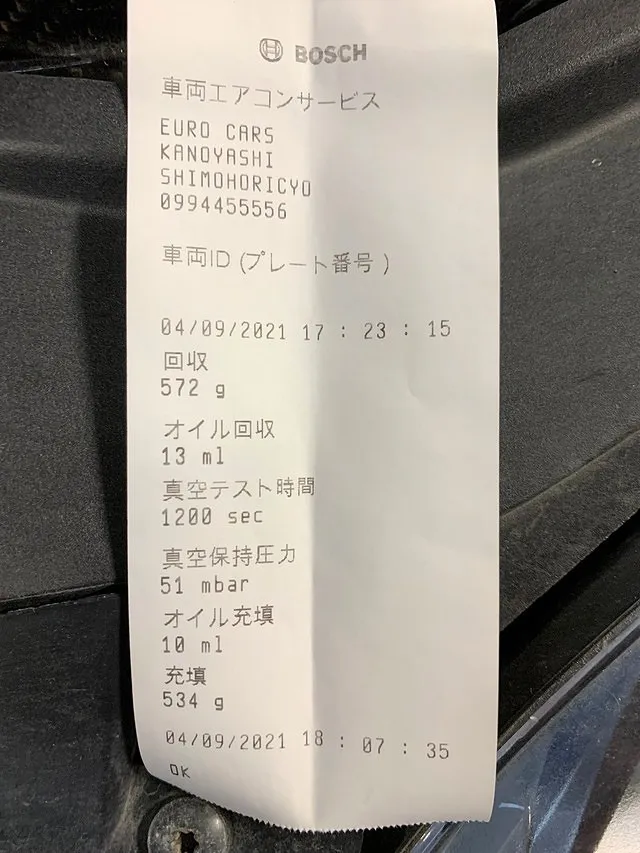 BOSCH
車両エアコンサービス
EURO CARS
KANOYASHI
SHIMOHORICYO
0994455556
車両ID (プレート番号 )
04/09/2021 17 : 23 : 15
回収
572 g
オイル回収
13 ml
真空テスト時間
1200 sec
真空保持圧力
51 mbar
オイル充填
10 ml
充填
534 g
04/09/2021 18 : 07 : 35
OK